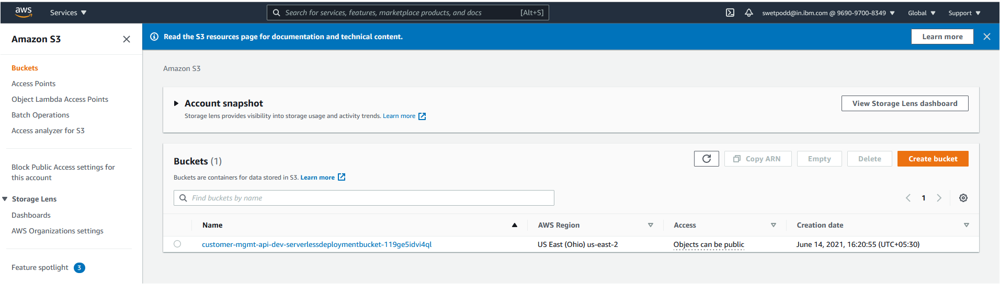 aws
Services
Search for services, features, marketplace products, and docs [Alt+S]
swetpodd@in.ibm.com @ 9690-9700-8349
Global
Support
Amazon S3
Read the S3 resources page for documentation and technical content.
Learn more
Buckets
Access Points
Object Lambda Access Points
Batch Operations
Access analyzer for S3
Block Public Access settings for
this account
Storage Lens
Dashboards
AWS Organizations settings
Feature spotlight 3
Amazon S3
Account snapshot
Storage lens provides visibility into storage usage and activity trends. Learn more
View Storage Lens dashboard
Buckets (1)
Buckets are containers for data stored in S3. Learn more
Copy ARN
Empty
Delete
Create bucket
Find buckets by name
1
Name AWS Region Access Creation date
customer-mgmt-api-dev-serverlessdeploymentbucket-119ge5idvi4ql US East (Ohio) us-east-2 Objects can be public June 14, 2021, 16:20:55 (UTC+05:30)